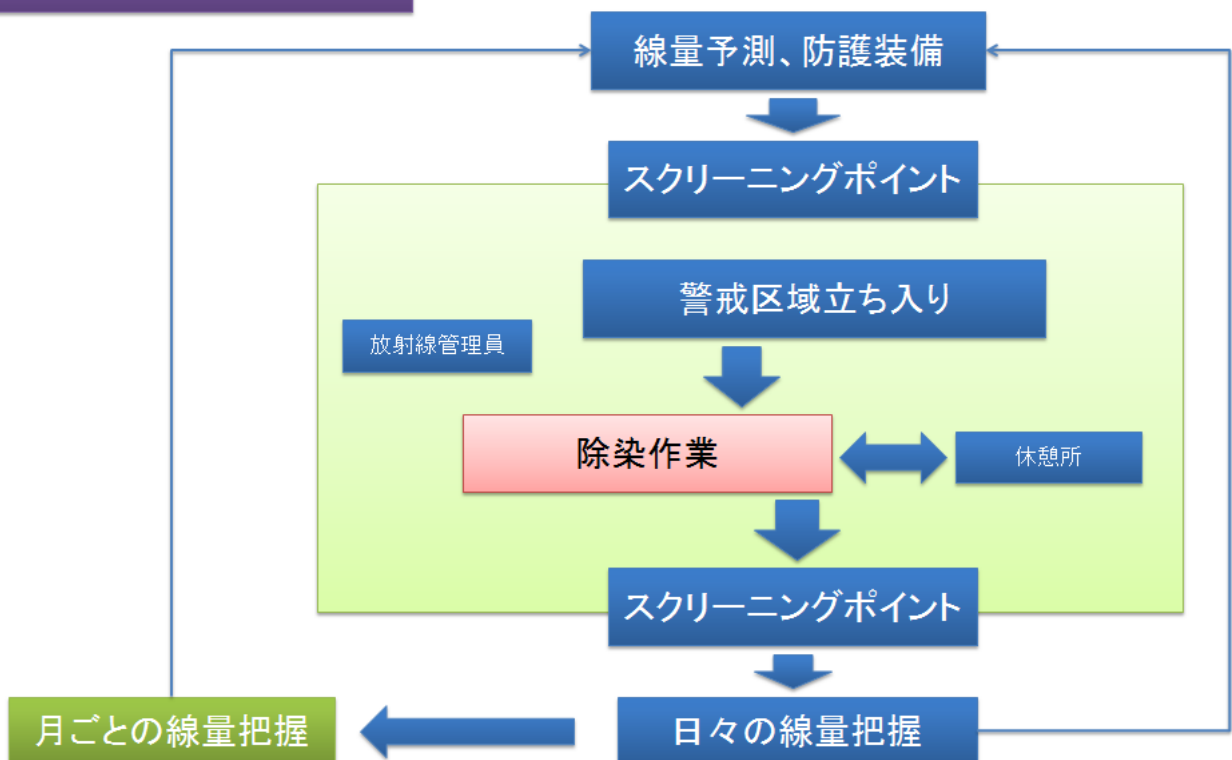 線量予測、防護装備
スクリーニングポイント
警戒区域立ち入り
放射線管理員
除染作業
休憩所
スクリーニングポイント
月ごとの線量把握
日々の線量把握